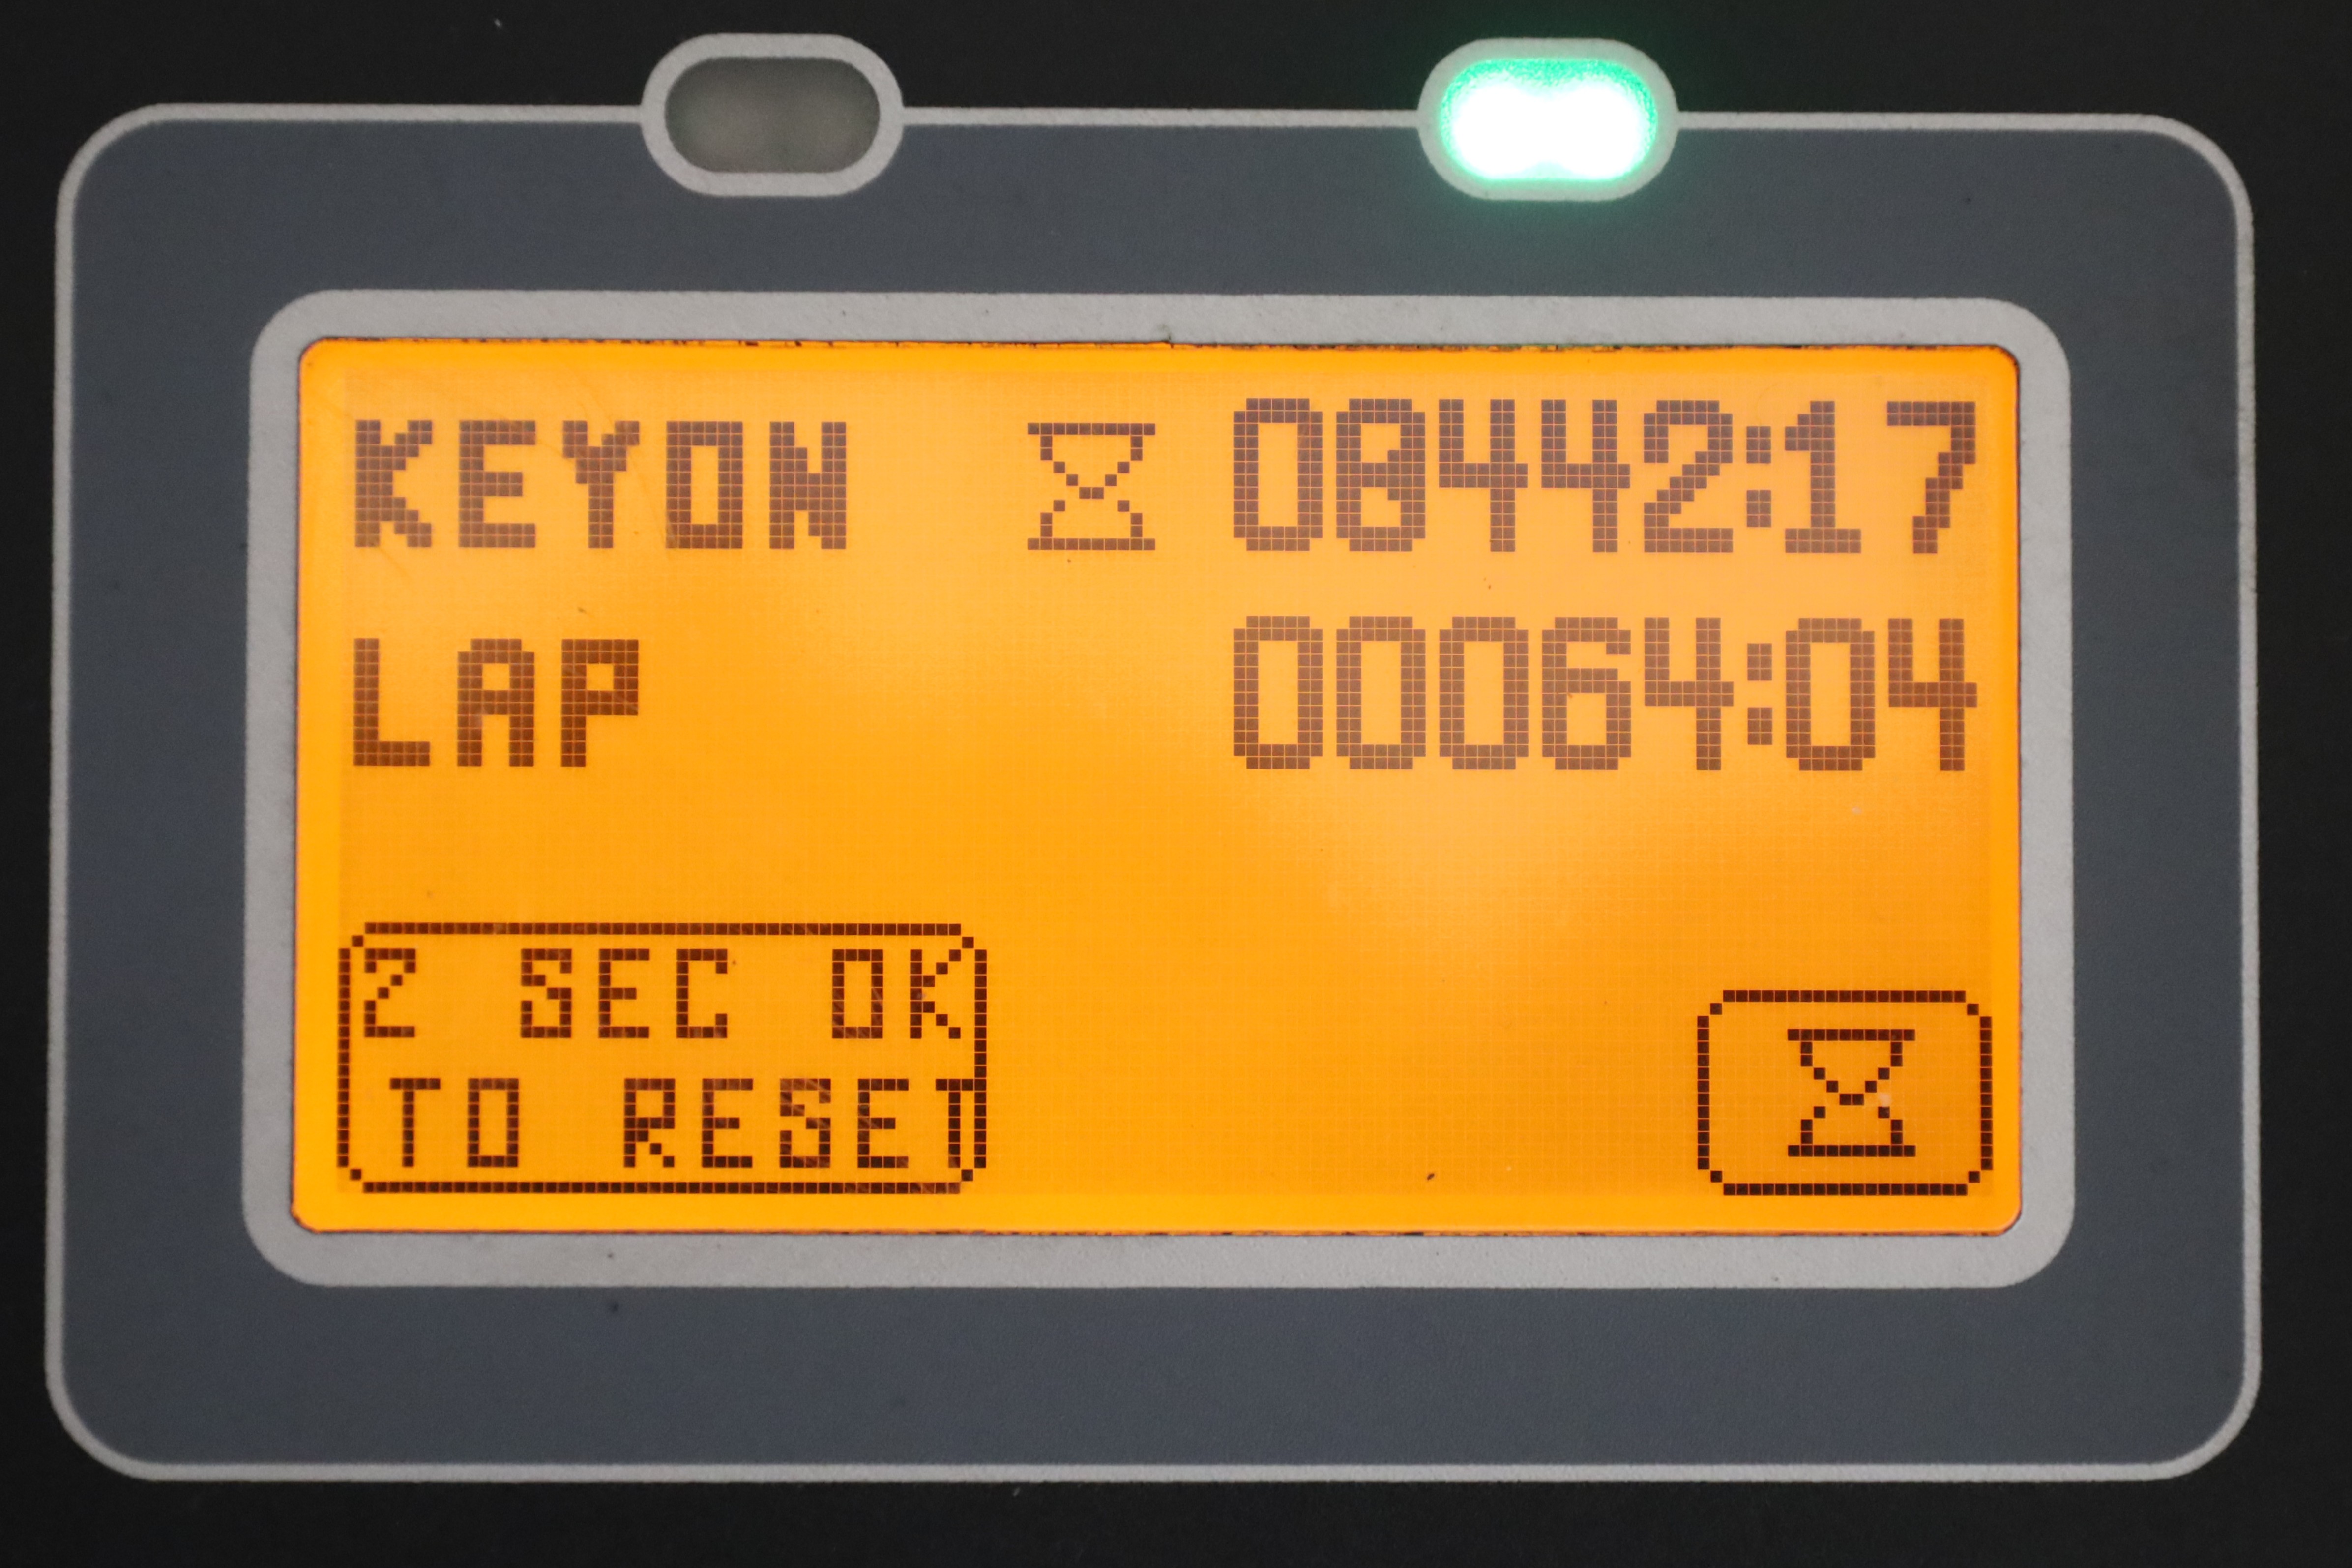 KEYON 08442:17
LAP 00064:04
2 SEC OK
TO RESET